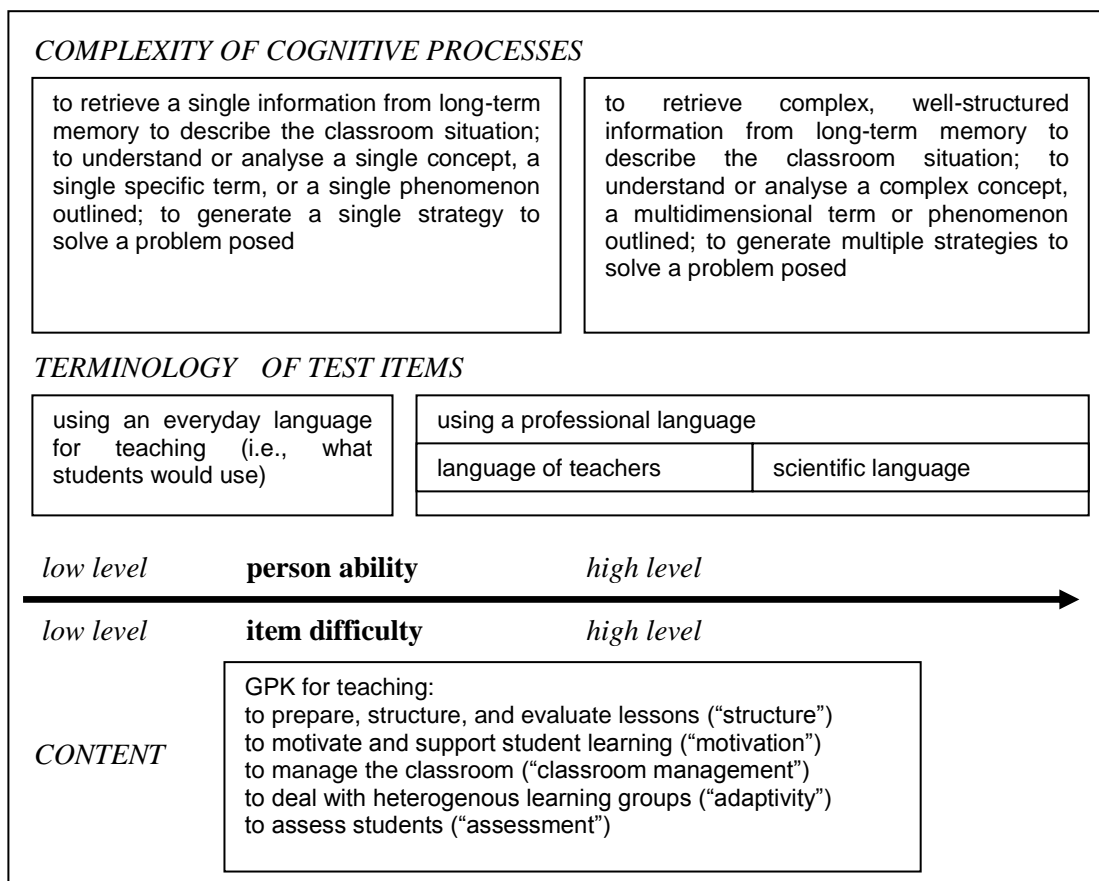 COMPLEXITY OF COGNITIVE PROCESSES
to retrieve a single information from long-term
memory to describe the classroom situation;
to understand or analyse a single concept, a
single specific term, or a single phenomenon
outlined; to generate a single strategy to
solve a problem posed
to retrieve complex, well-structured
information from long-term memory to
describe the classroom situation; to
understand or analyse a complex concept,
a multidimensional term or phenomenon
outlined; to generate multiple strategies to
solve a problem posed
TERMINOLOGY OF TEST ITEMS
using an everyday language
for teaching (i.e., what
students would use)
using a professional language
language of teachers
scientific language
low level person ability high level
low level item difficulty high level
CONTENT
GPK for teaching:
to prepare, structure, and evaluate lessons (“structure”)
to motivate and support student learning (“motivation”)
to manage the classroom (“classroom management”)
to deal with heterogenous learning groups (“adaptivity”)
to assess students (“assessment”)